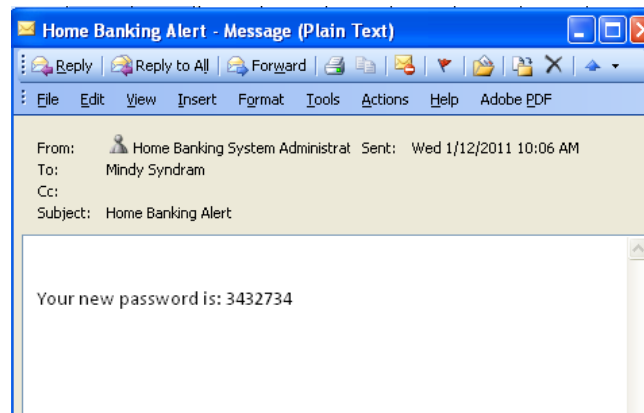 Home Banking Alert - Message (Plain Text)
Reply Reply to All Forward
File Edit View Insert Format Tools Actions Help Adobe PDF
From: Home Banking System Administrat Sent: Wed 1/12/2011 10:06 AM
To: Mindy Syndram
Cc:
Subject: Home Banking Alert
Your new password is: 3432734